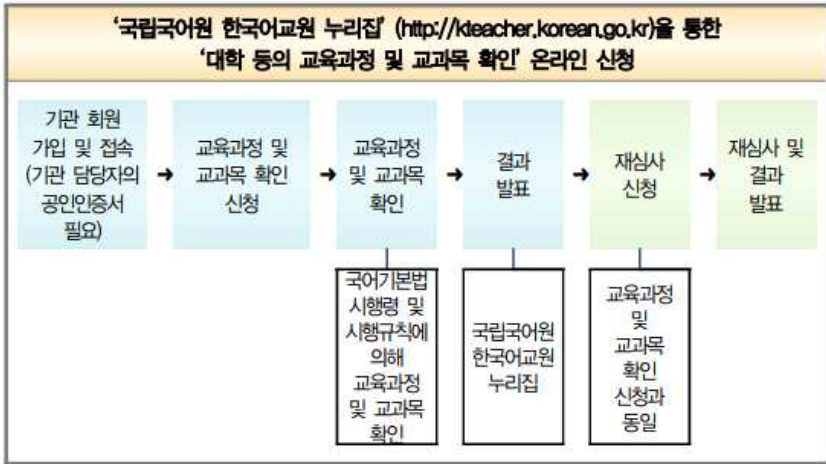 ‘국립국어원 한국어교원 누리집’ (http://kteacher.korean.go.kr)을 통한
‘대학 등의 교육과정 및 교과목 확인’ 온라인 신청
기관 회원
가입 및 접속
(기관 담당자의
공인인증서
필요)
➜
교육과정 및
교과목 확인
신청
➜
교육과정
및 교과목
확인
➜
결과
발표
➜
재심사
신청
➜
재심사 및
결과
발표
국어기본법
시행령 및
시행규칙에
의해
교육과정
및 교과목
확인
국립국어원
한국어교원
누리집
교육과정
및
교과목
확인
신청과
동일